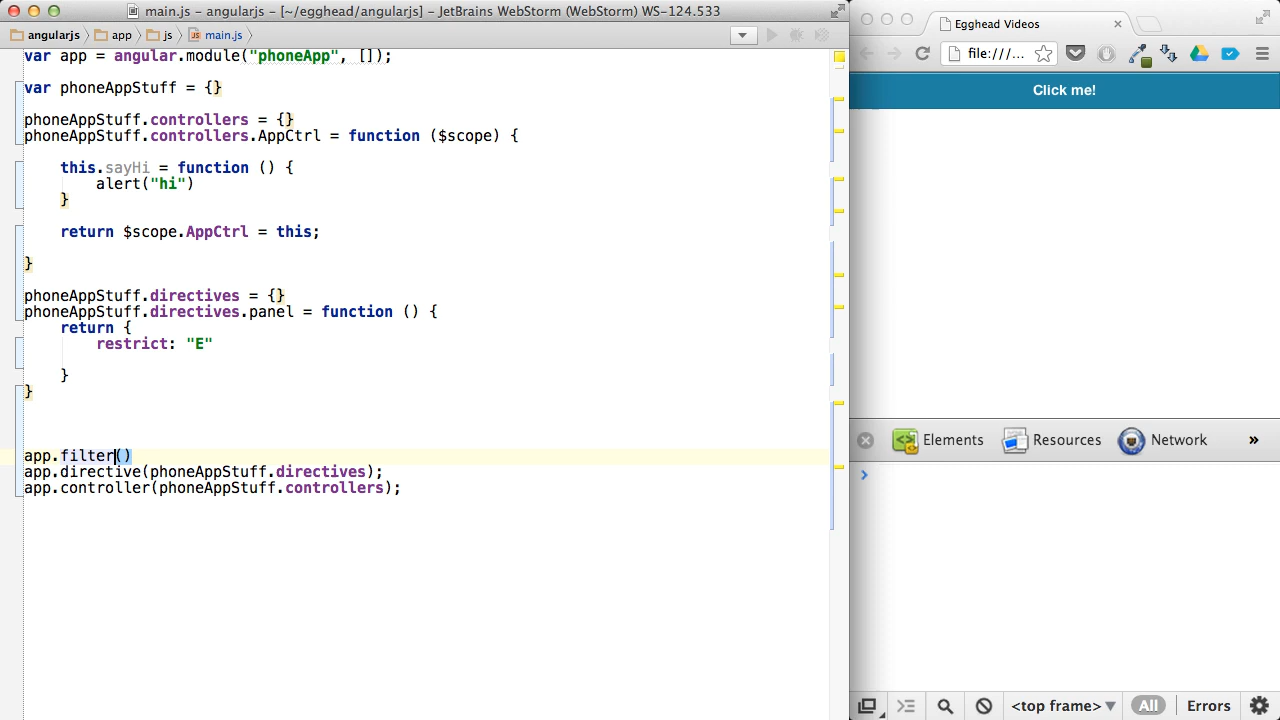 main.js - angularjs - [~/egghead/angularjs] - JetBrains WebStorm (WebStorm) WS-124.533
angularjs app js main.js
var app = angular.module("phoneApp", []);
var phoneAppStuff = {}
phoneAppStuff.controllers = {}
phoneAppStuff.controllers.AppCtrl = function ($scope) {
this.sayHi = function () {
alert("hi")
}
return $scope.AppCtrl = this;
}
phoneAppStuff.directives = {}
phoneAppStuff.directives.panel = function () {
return {
restrict: "E"
}
}
app.filter()
app.directive(phoneAppStuff.directives);
app.controller(phoneAppStuff.controllers);
Egghead Videos
file:///...
Click me!
Elements Resources Network »
<top frame> All Errors